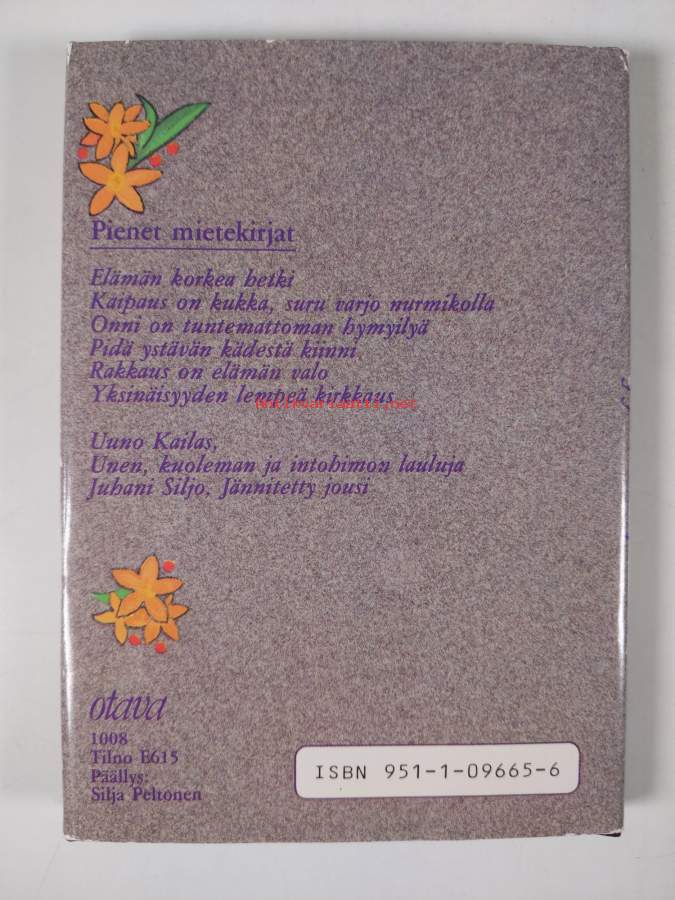 Pienet mietekirjat
Elämän korkea hetki
Kaipaus on kukka, suru varjo nurmikolla
Onni on tuntemattoman hymyilyä
Pidä ystävän kädestä kiinni
Rakkaus on elämän valo
Yksinäisyyden lempeä kirkkaus
antikvariaatti.net
Uuno Kailas,
Unen, kuoleman ja intohimon lauluja
Juhani Siljo, Jännitetty jousi
otava
1008
Tilno E615
Päällys:
Silja Peltonen
ISBN 951-1-09665-6